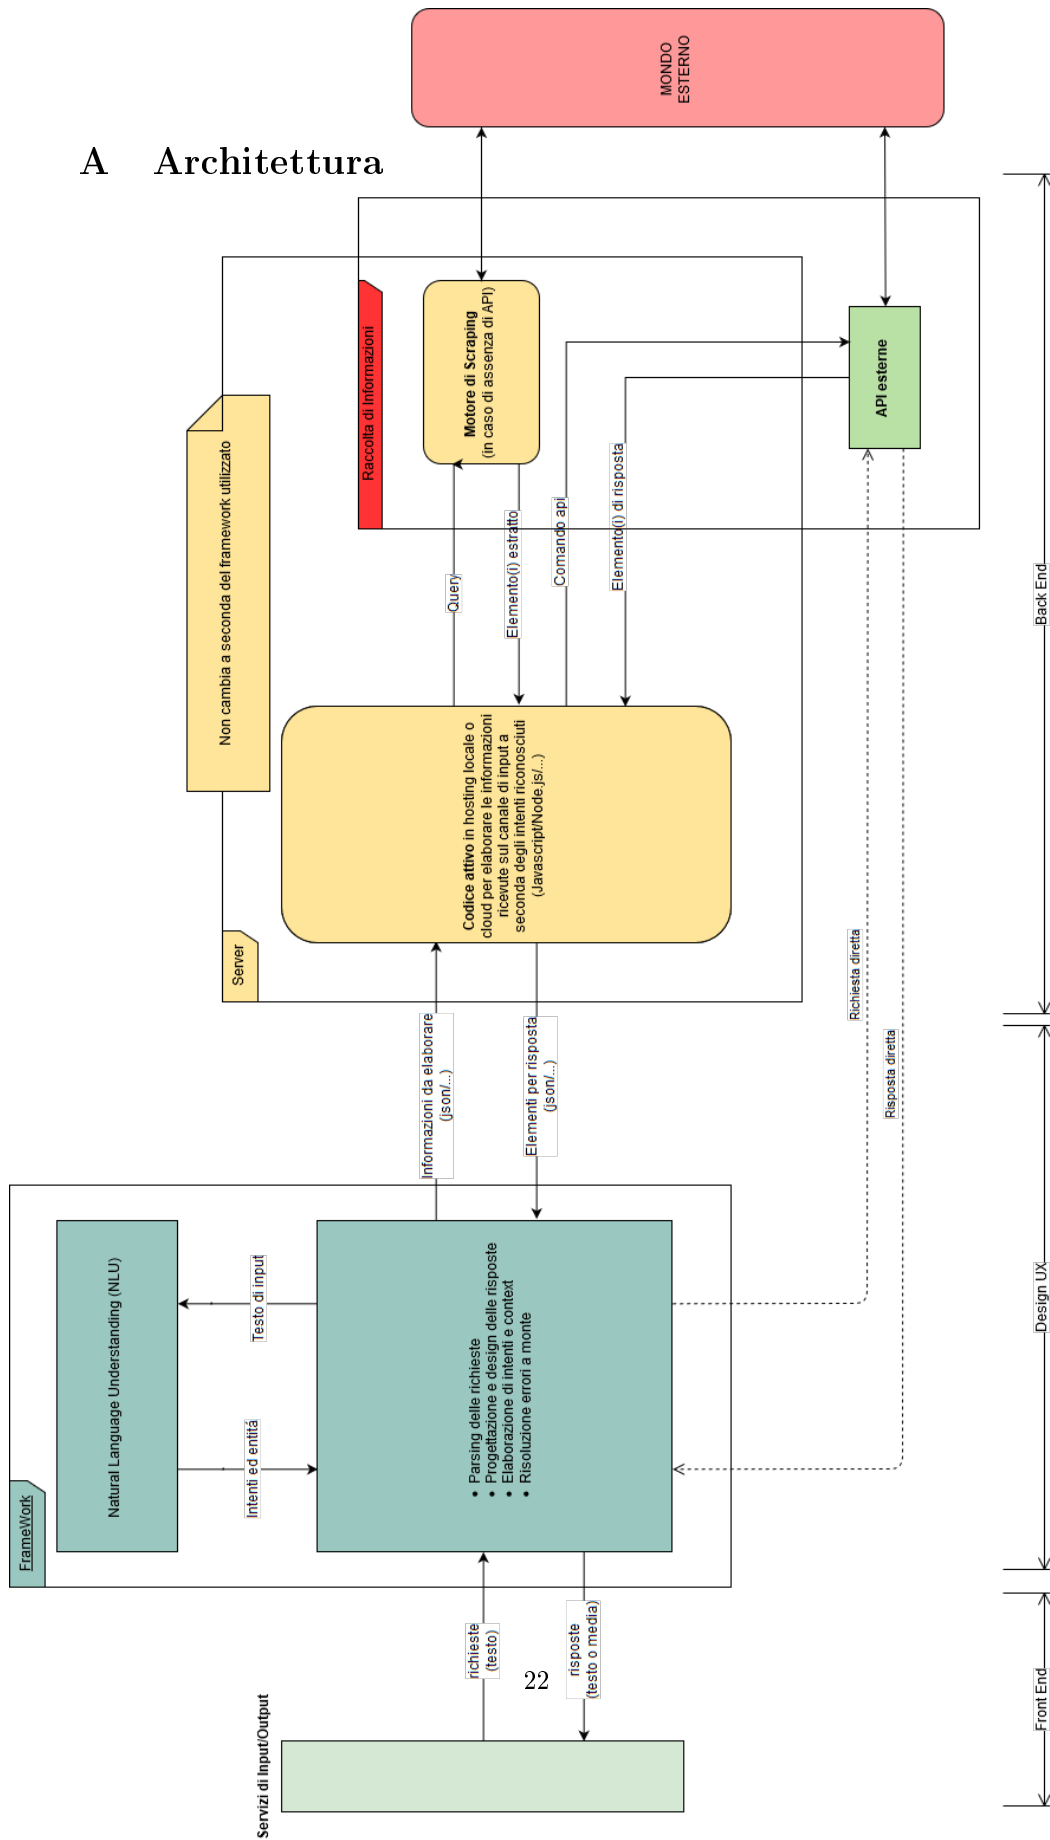 A Architettura
MONDO
ESTERNO
Raccolta di Informazioni
Motore di Scraping
(in caso di assenza di API)
API esterne
Non cambia a seconda del framework utilizzato
Query
Elemento(i) estratto
Comando api
Elemento(i) di risposta
Server
Codice attivo in hosting locale o
cloud per elaborare le informazioni
ricevute sul canale di input a
seconda degli intenti riconosciuti
(Javascript/Node.js/...)
Informazioni da elaborare
(json/...)
Elementi per risposta
(json/...)
Richiesta diretta
Risposta diretta
FrameWork
Natural Language Understanding (NLU)
Testo di input
Intenti ed entitá
• Parsing delle richieste
• Progettazione e design delle risposte
• Elaborazione di intenti e context
• Risoluzione errori a monte
richieste
(testo)
risposte
(testo o media)
Servizi di Input/Output
Back End
Design UX
Front End
22